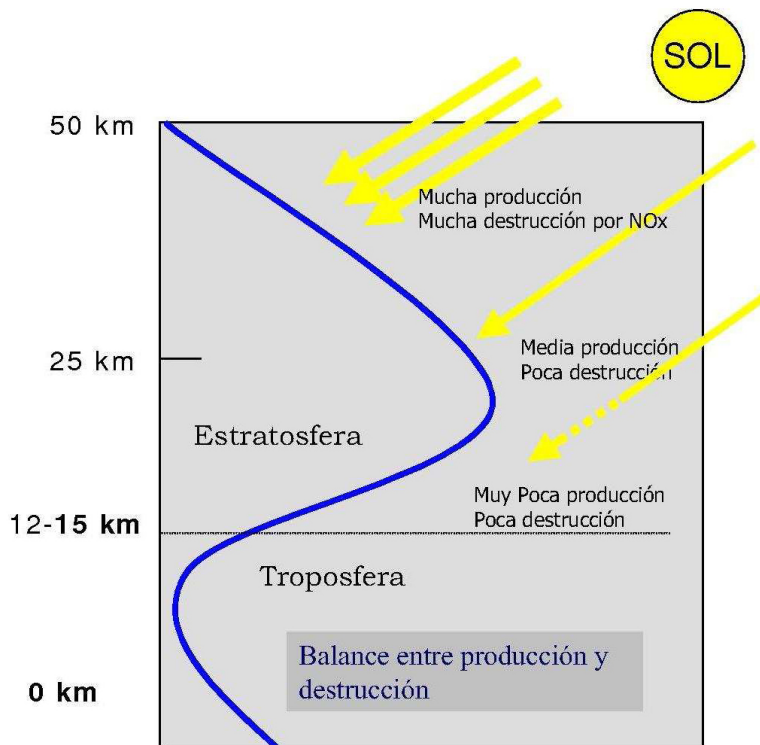 SOL
50 km
Mucha producción
Mucha destrucción por NOx
Media producción
Poca destrucción
25 km
Estratosfera
Muy Poca producción
Poca destrucción
12-15 km
Troposfera
Balance entre producción y
destrucción
0 km